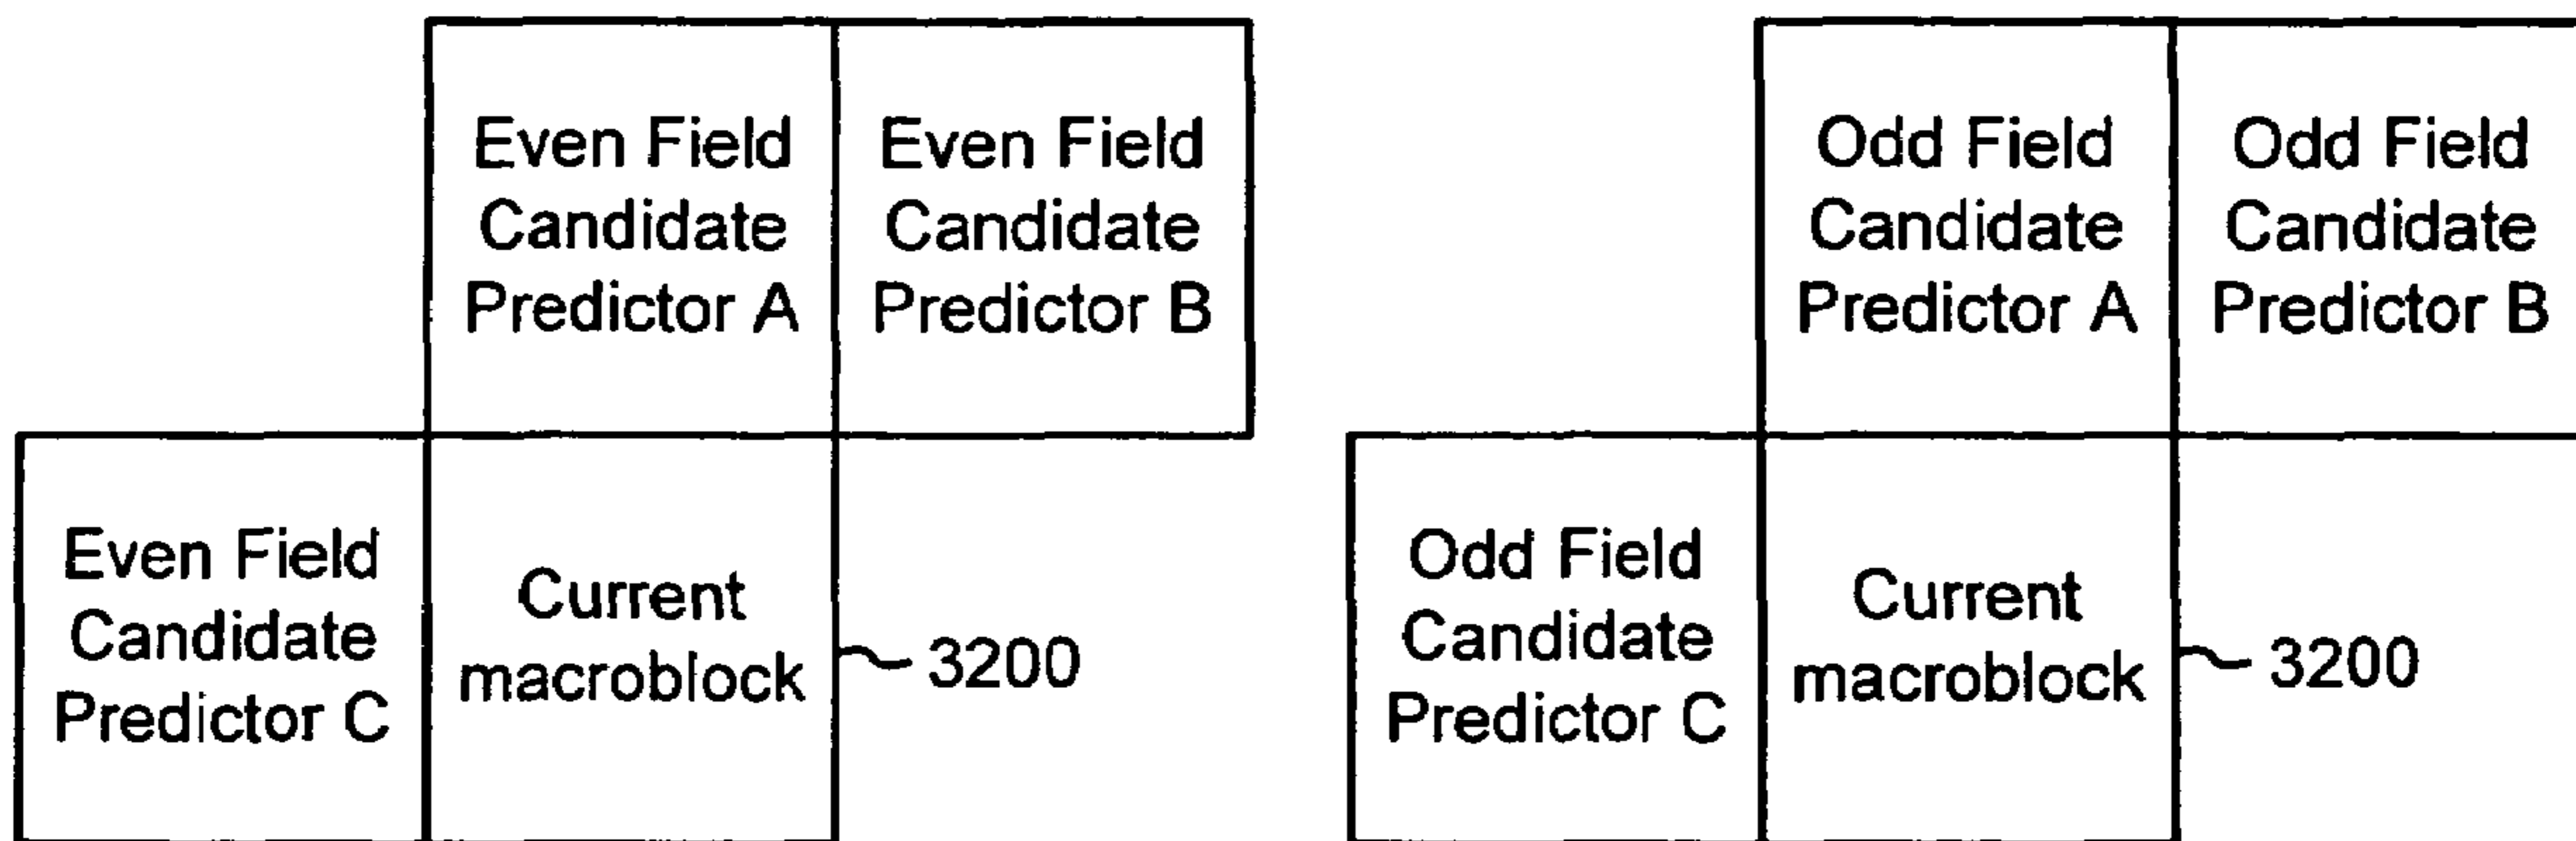 Even Field
Candidate
Predictor A
Even Field
Candidate
Predictor B
Even Field
Candidate
Predictor C
Current
macroblock
3200
Odd Field
Candidate
Predictor A
Odd Field
Candidate
Predictor B
Odd Field
Candidate
Predictor C
Current
macroblock
3200